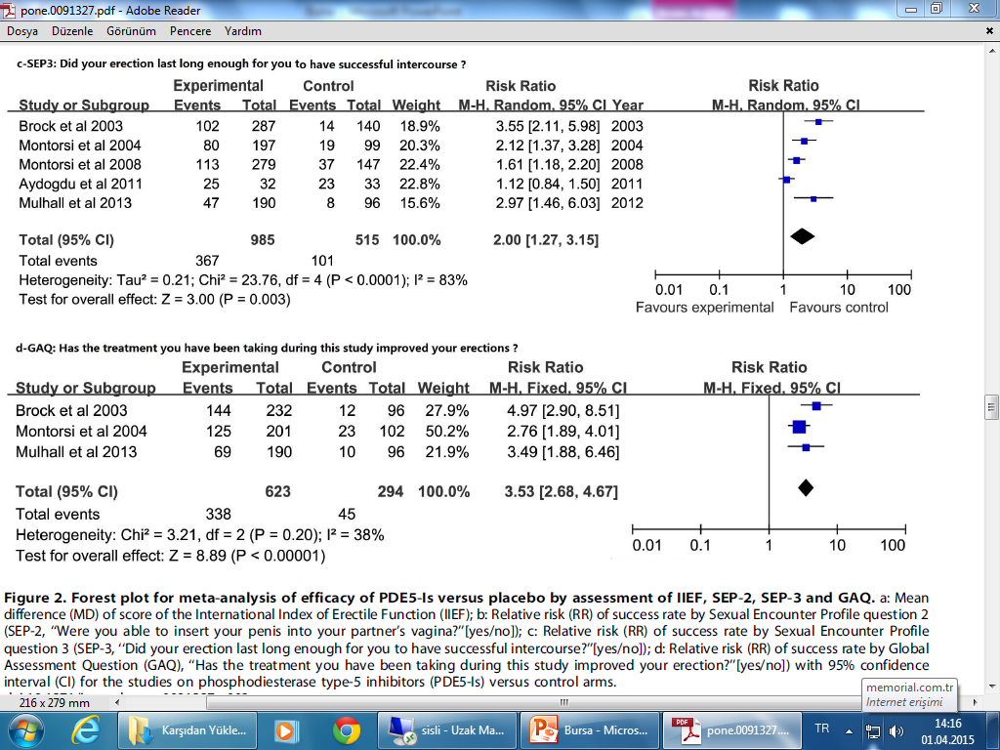 pone.0091327.pdf - Adobe Reader
Dosya Düzenle Görünüm Pencere Yardım
c-SEP3: Did your erection last long enough for you to have successful intercourse ?
Experimental Control Risk Ratio Risk Ratio
Study or Subgroup Events Total Events Total Weight M-H, Random, 95% CI Year M-H, Random, 95% CI
Brock et al 2003 102 287 14 140 18.9% 3.55 [2.11, 5.98] 2003
Montorsi et al 2004 80 197 19 99 20.3% 2.12 [1.37, 3.28] 2004
Montorsi et al 2008 113 279 37 147 22.4% 1.61 [1.18, 2.20] 2008
Aydogdu et al 2011 25 32 23 33 22.8% 1.12 [0.84, 1.50] 2011
Mulhall et al 2013 47 190 8 96 15.6% 2.97 [1.46, 6.03] 2012
Total (95% CI) 985 515 100.0% 2.00 [1.27, 3.15]
Total events 367 101
Heterogeneity: Tau² = 0.21; Chi² = 23.76, df = 4 (P < 0.0001); I² = 83%
Test for overall effect: Z = 3.00 (P = 0.003)
0.01 0.1 1 10 100
Favours experimental Favours control
d-GAQ: Has the treatment you have been taking during this study improved your erections ?
Experimental Control Risk Ratio Risk Ratio
Study or Subgroup Events Total Events Total Weight M-H, Fixed, 95% CI M-H, Fixed, 95% CI
Brock et al 2003 144 232 12 96 27.9% 4.97 [2.90, 8.51]
Montorsi et al 2004 125 201 23 102 50.2% 2.76 [1.89, 4.01]
Mulhall et al 2013 69 190 10 96 21.9% 3.49 [1.88, 6.46]
Total (95% CI) 623 294 100.0% 3.53 [2.68, 4.67]
Total events 338 45
Heterogeneity: Chi² = 3.21, df = 2 (P = 0.20); I² = 38%
Test for overall effect: Z = 8.89 (P < 0.00001)
0.01 0.1 1 10 100
Figure 2. Forest plot for meta-analysis of efficacy of PDE5-Is versus placebo by assessment of IIEF, SEP-2, SEP-3 and GAQ. a: Mean
difference (MD) of score of the International Index of Erectile Function (IIEF); b: Relative risk (RR) of success rate by Sexual Encounter Profile question 2
(SEP-2, "Were you able to insert your penis into your partner's vagina?"[yes/no]); c: Relative risk (RR) of success rate by Sexual Encounter Profile
question 3 (SEP-3, ''Did your erection last long enough for you to have successful intercourse?"[yes/no]); d: Relative risk (RR) of success rate by Global
Assessment Question (GAQ), "Has the treatment you have been taking during this study improved your erection?"[yes/no]) with 95% confidence
interval (CI) for the studies on phosphodiesterase type-5 inhibitors (PDE5-Is) versus control arms.
memorial.com.tr
İnternet erişimi
216 x 279 mm
Karşıdan Yükle...
sisli - Uzak Ma...
Bursa - Micros...
pone.0091327....
TR
14:16
01.04.2015